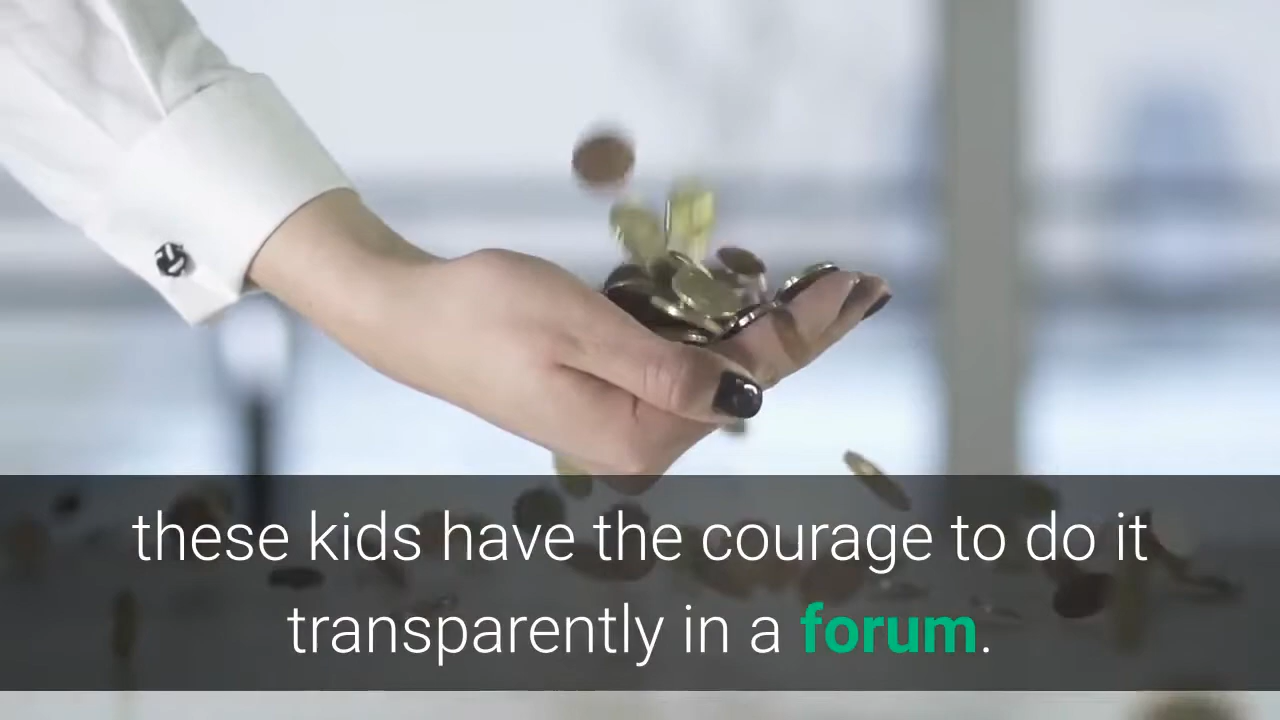 these kids have the courage to do it
transparently in a forum.